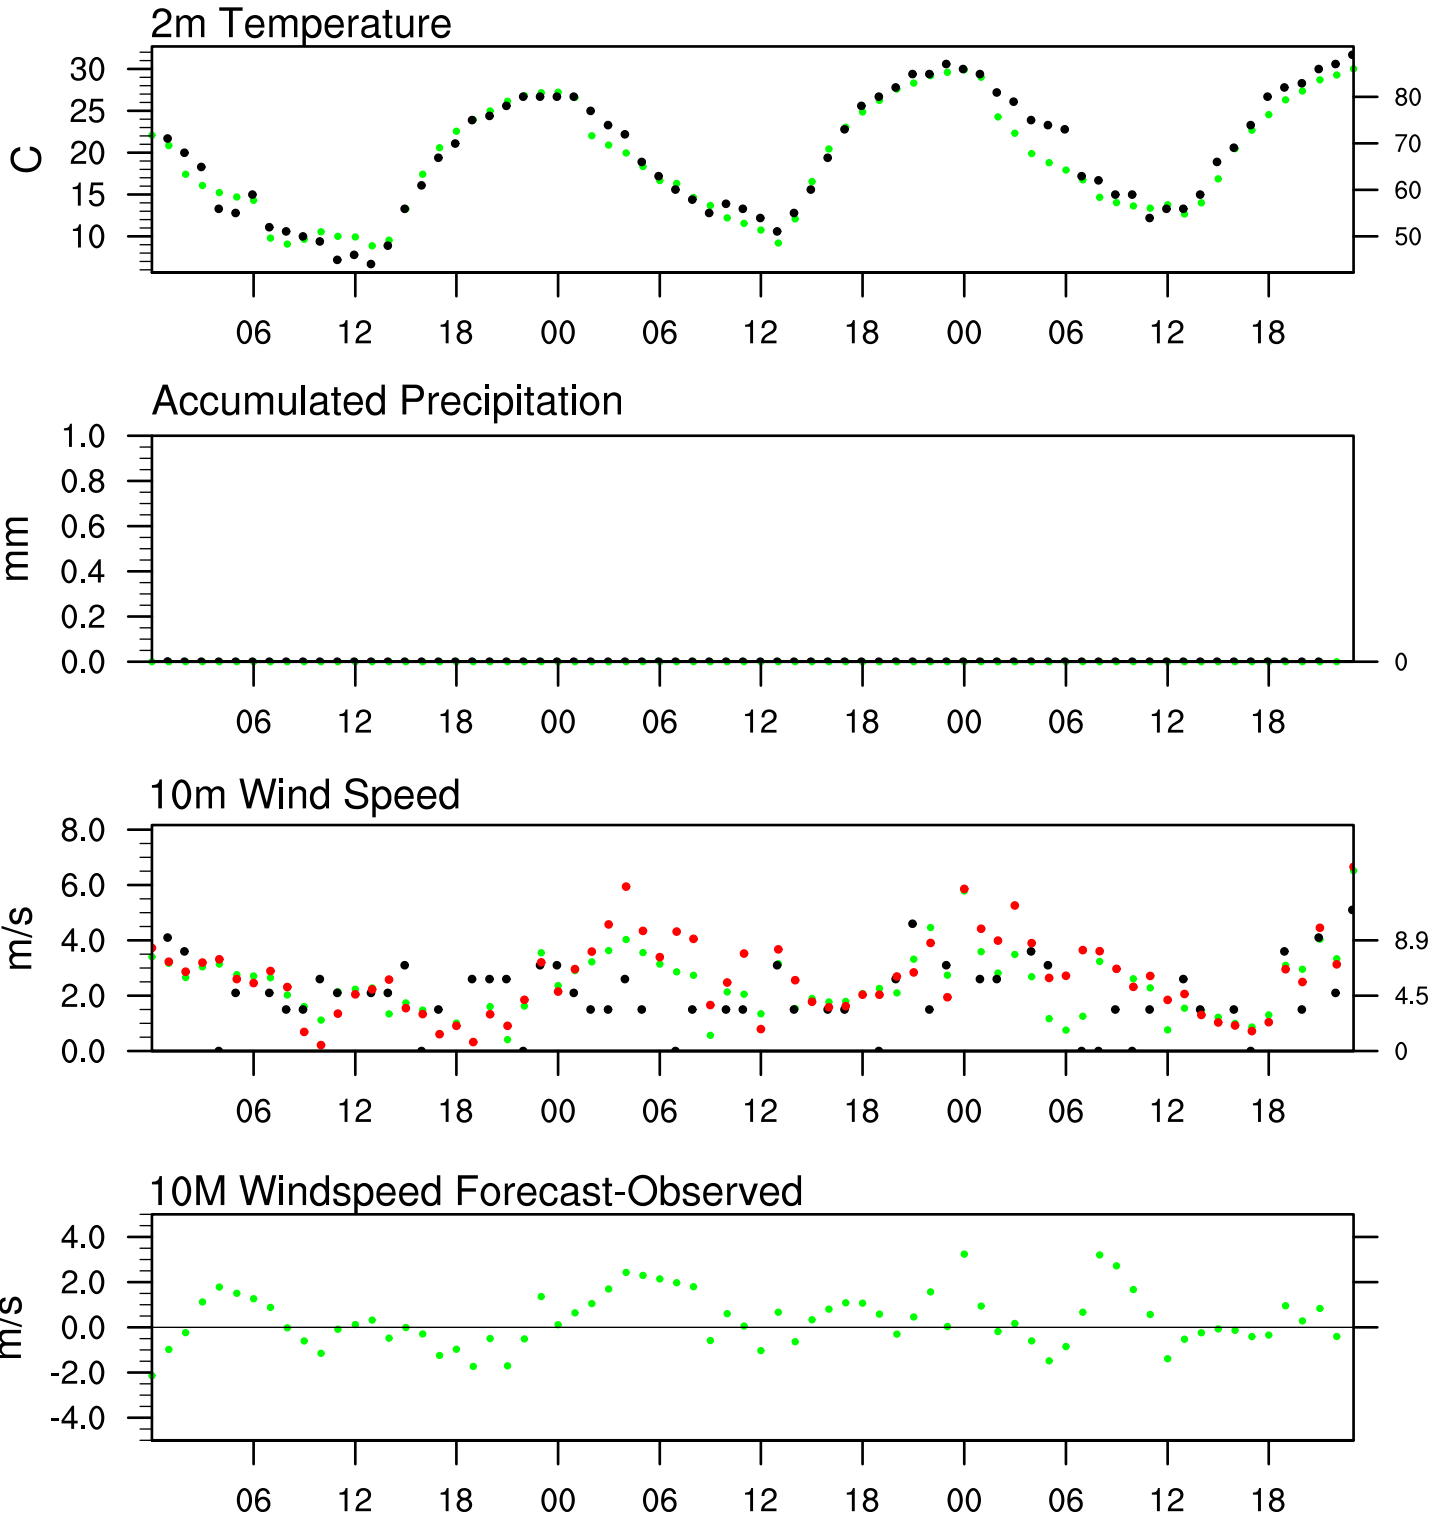 2m Temperature
30
25
20
15
10
C
80
70
60
50
06 12 18 00 06 12 18 00 06 12 18
Accumulated Precipitation
1.0
0.8
0.6
0.4
0.2
0.0
mm
0
06 12 18 00 06 12 18 00 06 12 18
10m Wind Speed
8.0
6.0
4.0
2.0
0.0
m/s
8.9
4.5
0
06 12 18 00 06 12 18 00 06 12 18
10M Windspeed Forecast-Observed
4.0
2.0
0.0
-2.0
-4.0
m/s
06 12 18 00 06 12 18 00 06 12 18